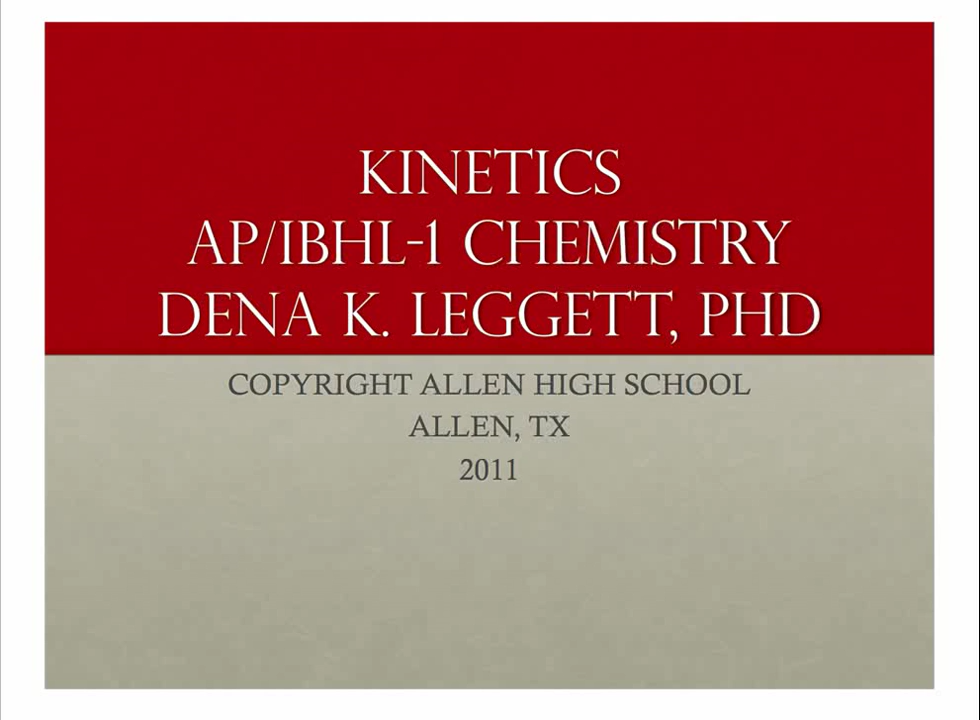 KINETICS
AP/IBHL-1 CHEMISTRY
DENA K. LEGGETT, PHD
COPYRIGHT ALLEN HIGH SCHOOL
ALLEN, TX
2011